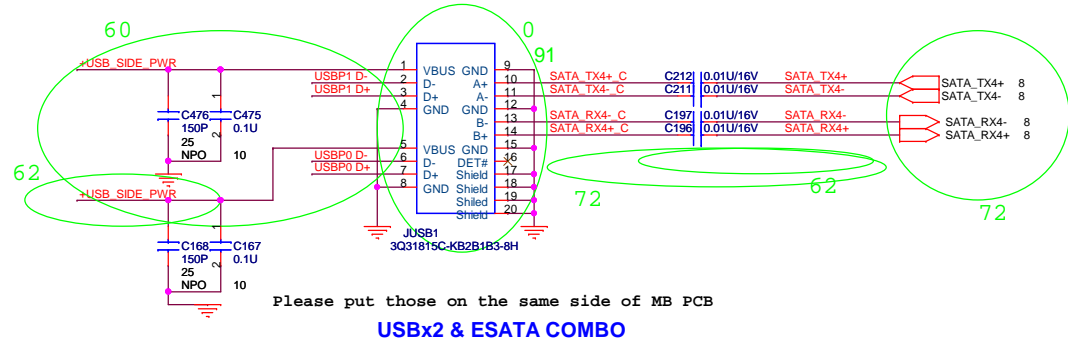 60
0
91
+USB_SIDE_PWR
1 VBUS GND 9
USBP1 D- 2 D- A+ 10 SATA_TX4+_C C212 0.01U/16V SATA_TX4+ SATA_TX4+ 8
USBP1 D+ 3 D+ A- 11 SATA_TX4-_C C211 0.01U/16V SATA_TX4- SATA_TX4- 8
4 GND GND 12
B- 13 SATA_RX4-_C C197 0.01U/16V SATA_RX4- SATA_RX4- 8
B+ 14 SATA_RX4+_C C196 0.01U/16V SATA_RX4+ SATA_RX4+ 8
1 C476 C475
150P 0.1U
25 2
NPO 10
5 VBUS GND 15
USBP0 D- 6 D- DET# 16
USBP0 D+ 7 D+ Shield 17
8 GND Shield 18
Shiled 19
Shield 20
62
72
62
72
+USB_SIDE_PWR
1 C168 C167
150P 0.1U
25 2
NPO 10
JUSB1
3Q31815C-KB2B1B3-8H
Please put those on the same side of MB PCB
USBx2 & ESATA COMBO